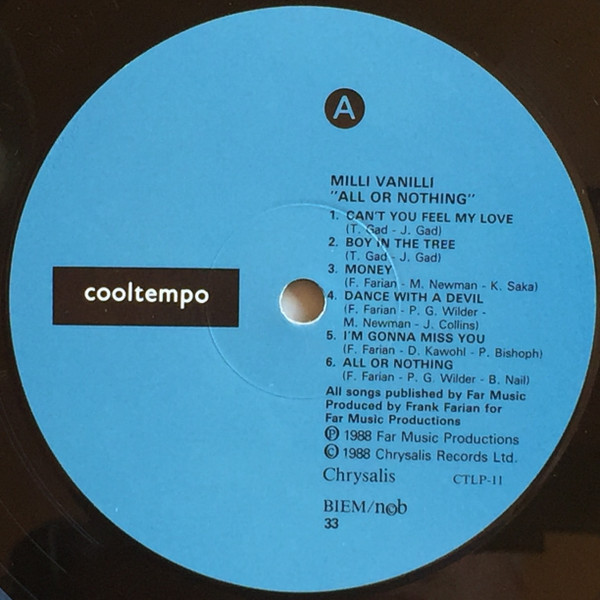 A
MILLI VANILLI
"ALL OR NOTHING"
1. CAN'T YOU FEEL MY LOVE
(T. Gad - J. Gad)
2. BOY IN THE TREE
(T. Gad - J. Gad)
3. MONEY
(F. Farian - M. Newman - K. Saka)
4. DANCE WITH A DEVIL
(F. Farian - P. G. Wilder -
M. Newman - J. Collins)
5. I'M GONNA MISS YOU
(F. Farian - D. Kawohl - P. Bishoph)
6. ALL OR NOTHING
(F. Farian - P. G. Wilder - B. Nail)
cooltempo
All songs published by Far Music
Produced by Frank Farian for
Far Music Productions
℗ 1988 Far Music Productions
© 1988 Chrysalis Records Ltd.
Chrysalis CTLP-11
BIEM/ncb
33